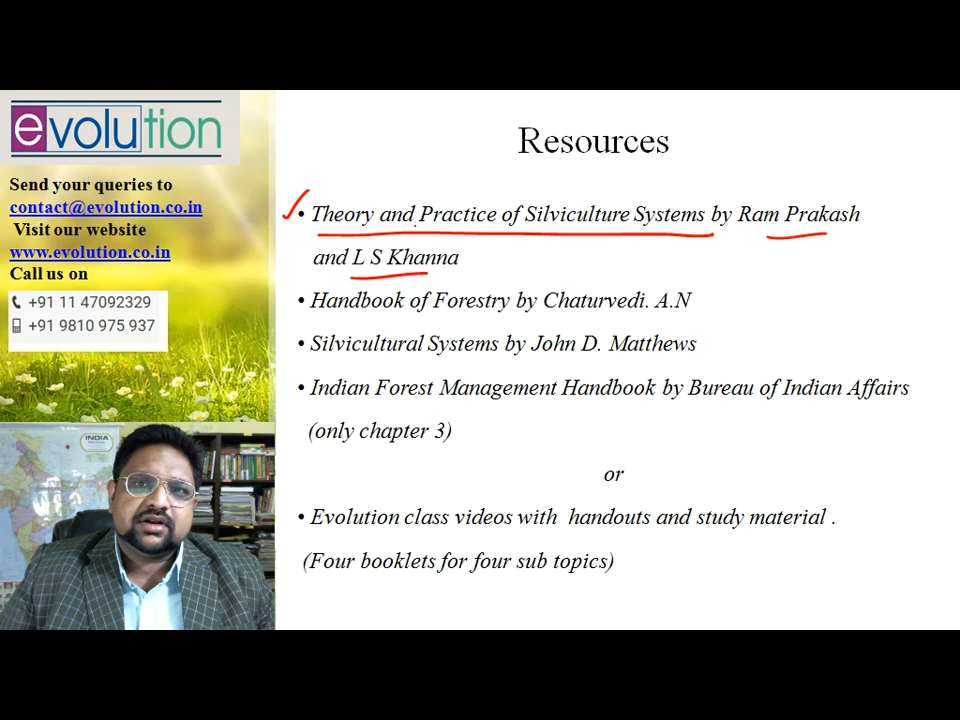 evolution
Send your queries to
contact@evolution.co.in
Visit our website
www.evolution.co.in
Call us on
+91 11 47092329
+91 9810 975 937
INDIA
Resources
• Theory and Practice of Silviculture Systems by Ram Prakash
and L S Khanna
• Handbook of Forestry by Chaturvedi. A.N
• Silvicultural Systems by John D. Matthews
• Indian Forest Management Handbook by Bureau of Indian Affairs
(only chapter 3)
or
• Evolution class videos with handouts and study material .
(Four booklets for four sub topics)